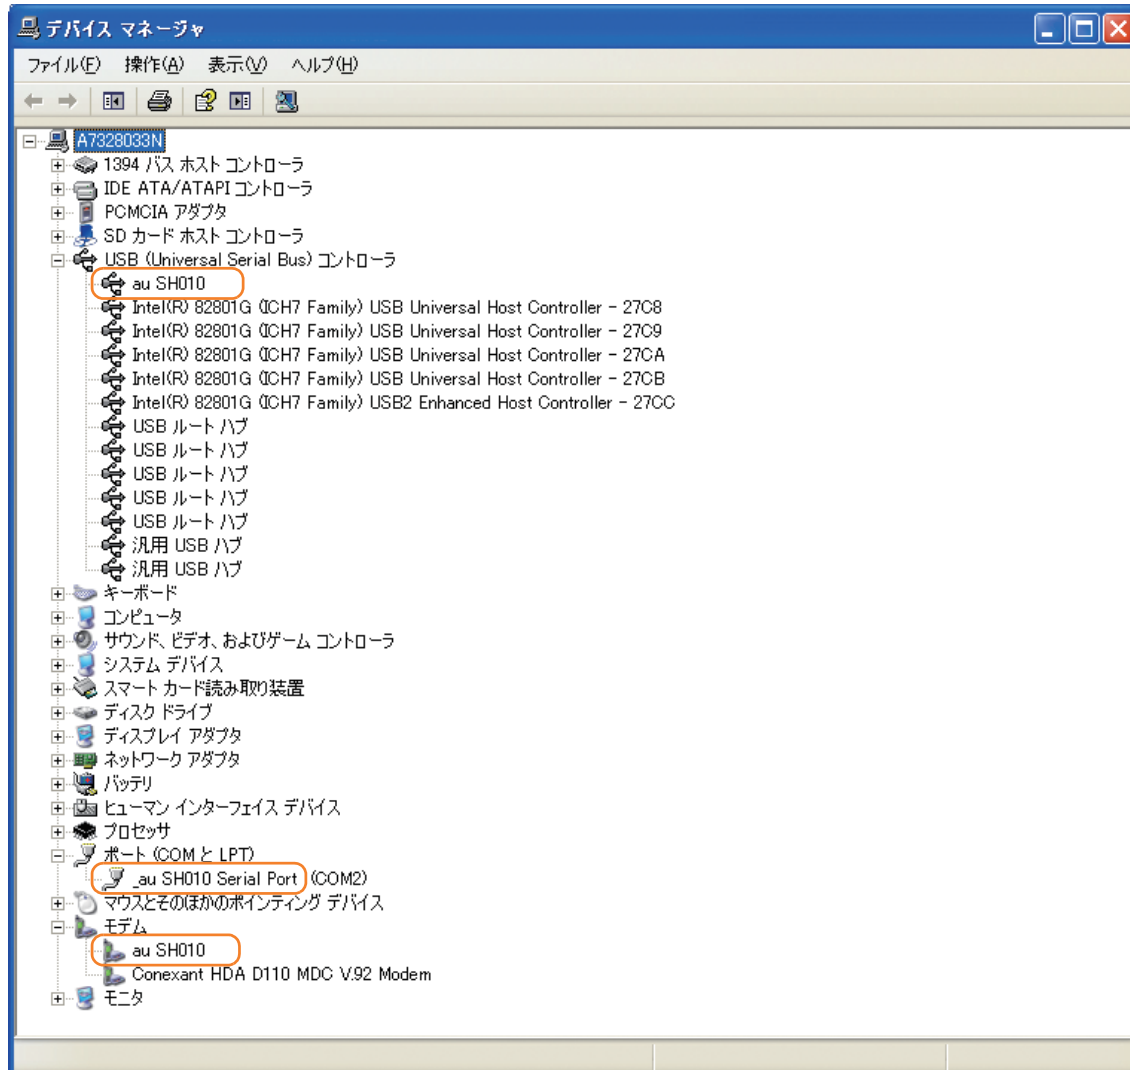 デバイス マネージャ
ファイル(F) 操作(A) 表示(V) ヘルプ(H)
A7328033N
1394 バス ホスト コントローラ
IDE ATA/ATAPI コントローラ
PCMCIA アダプタ
SD カード ホスト コントローラ
USB (Universal Serial Bus) コントローラ
au SH010
Intel(R) 82801G (ICH7 Family) USB Universal Host Controller - 27C8
Intel(R) 82801G (ICH7 Family) USB Universal Host Controller - 27C9
Intel(R) 82801G (ICH7 Family) USB Universal Host Controller - 27CA
Intel(R) 82801G (ICH7 Family) USB Universal Host Controller - 27CB
Intel(R) 82801G (ICH7 Family) USB2 Enhanced Host Controller - 27CC
USB ルート ハブ
USB ルート ハブ
USB ルート ハブ
USB ルート ハブ
USB ルート ハブ
汎用 USB ハブ
汎用 USB ハブ
キーボード
コンピュータ
サウンド、ビデオ、およびゲーム コントローラ
システム デバイス
スマート カード読み取り装置
ディスク ドライブ
ディスプレイ アダプタ
ネットワーク アダプタ
バッテリ
ヒューマン インターフェイス デバイス
プロセッサ
ポート (COM と LPT)
_au SH010 Serial Port (COM2)
マウスとそのほかのポインティング デバイス
モデム
au SH010
Conexant HDA D110 MDC V.92 Modem
モニタ